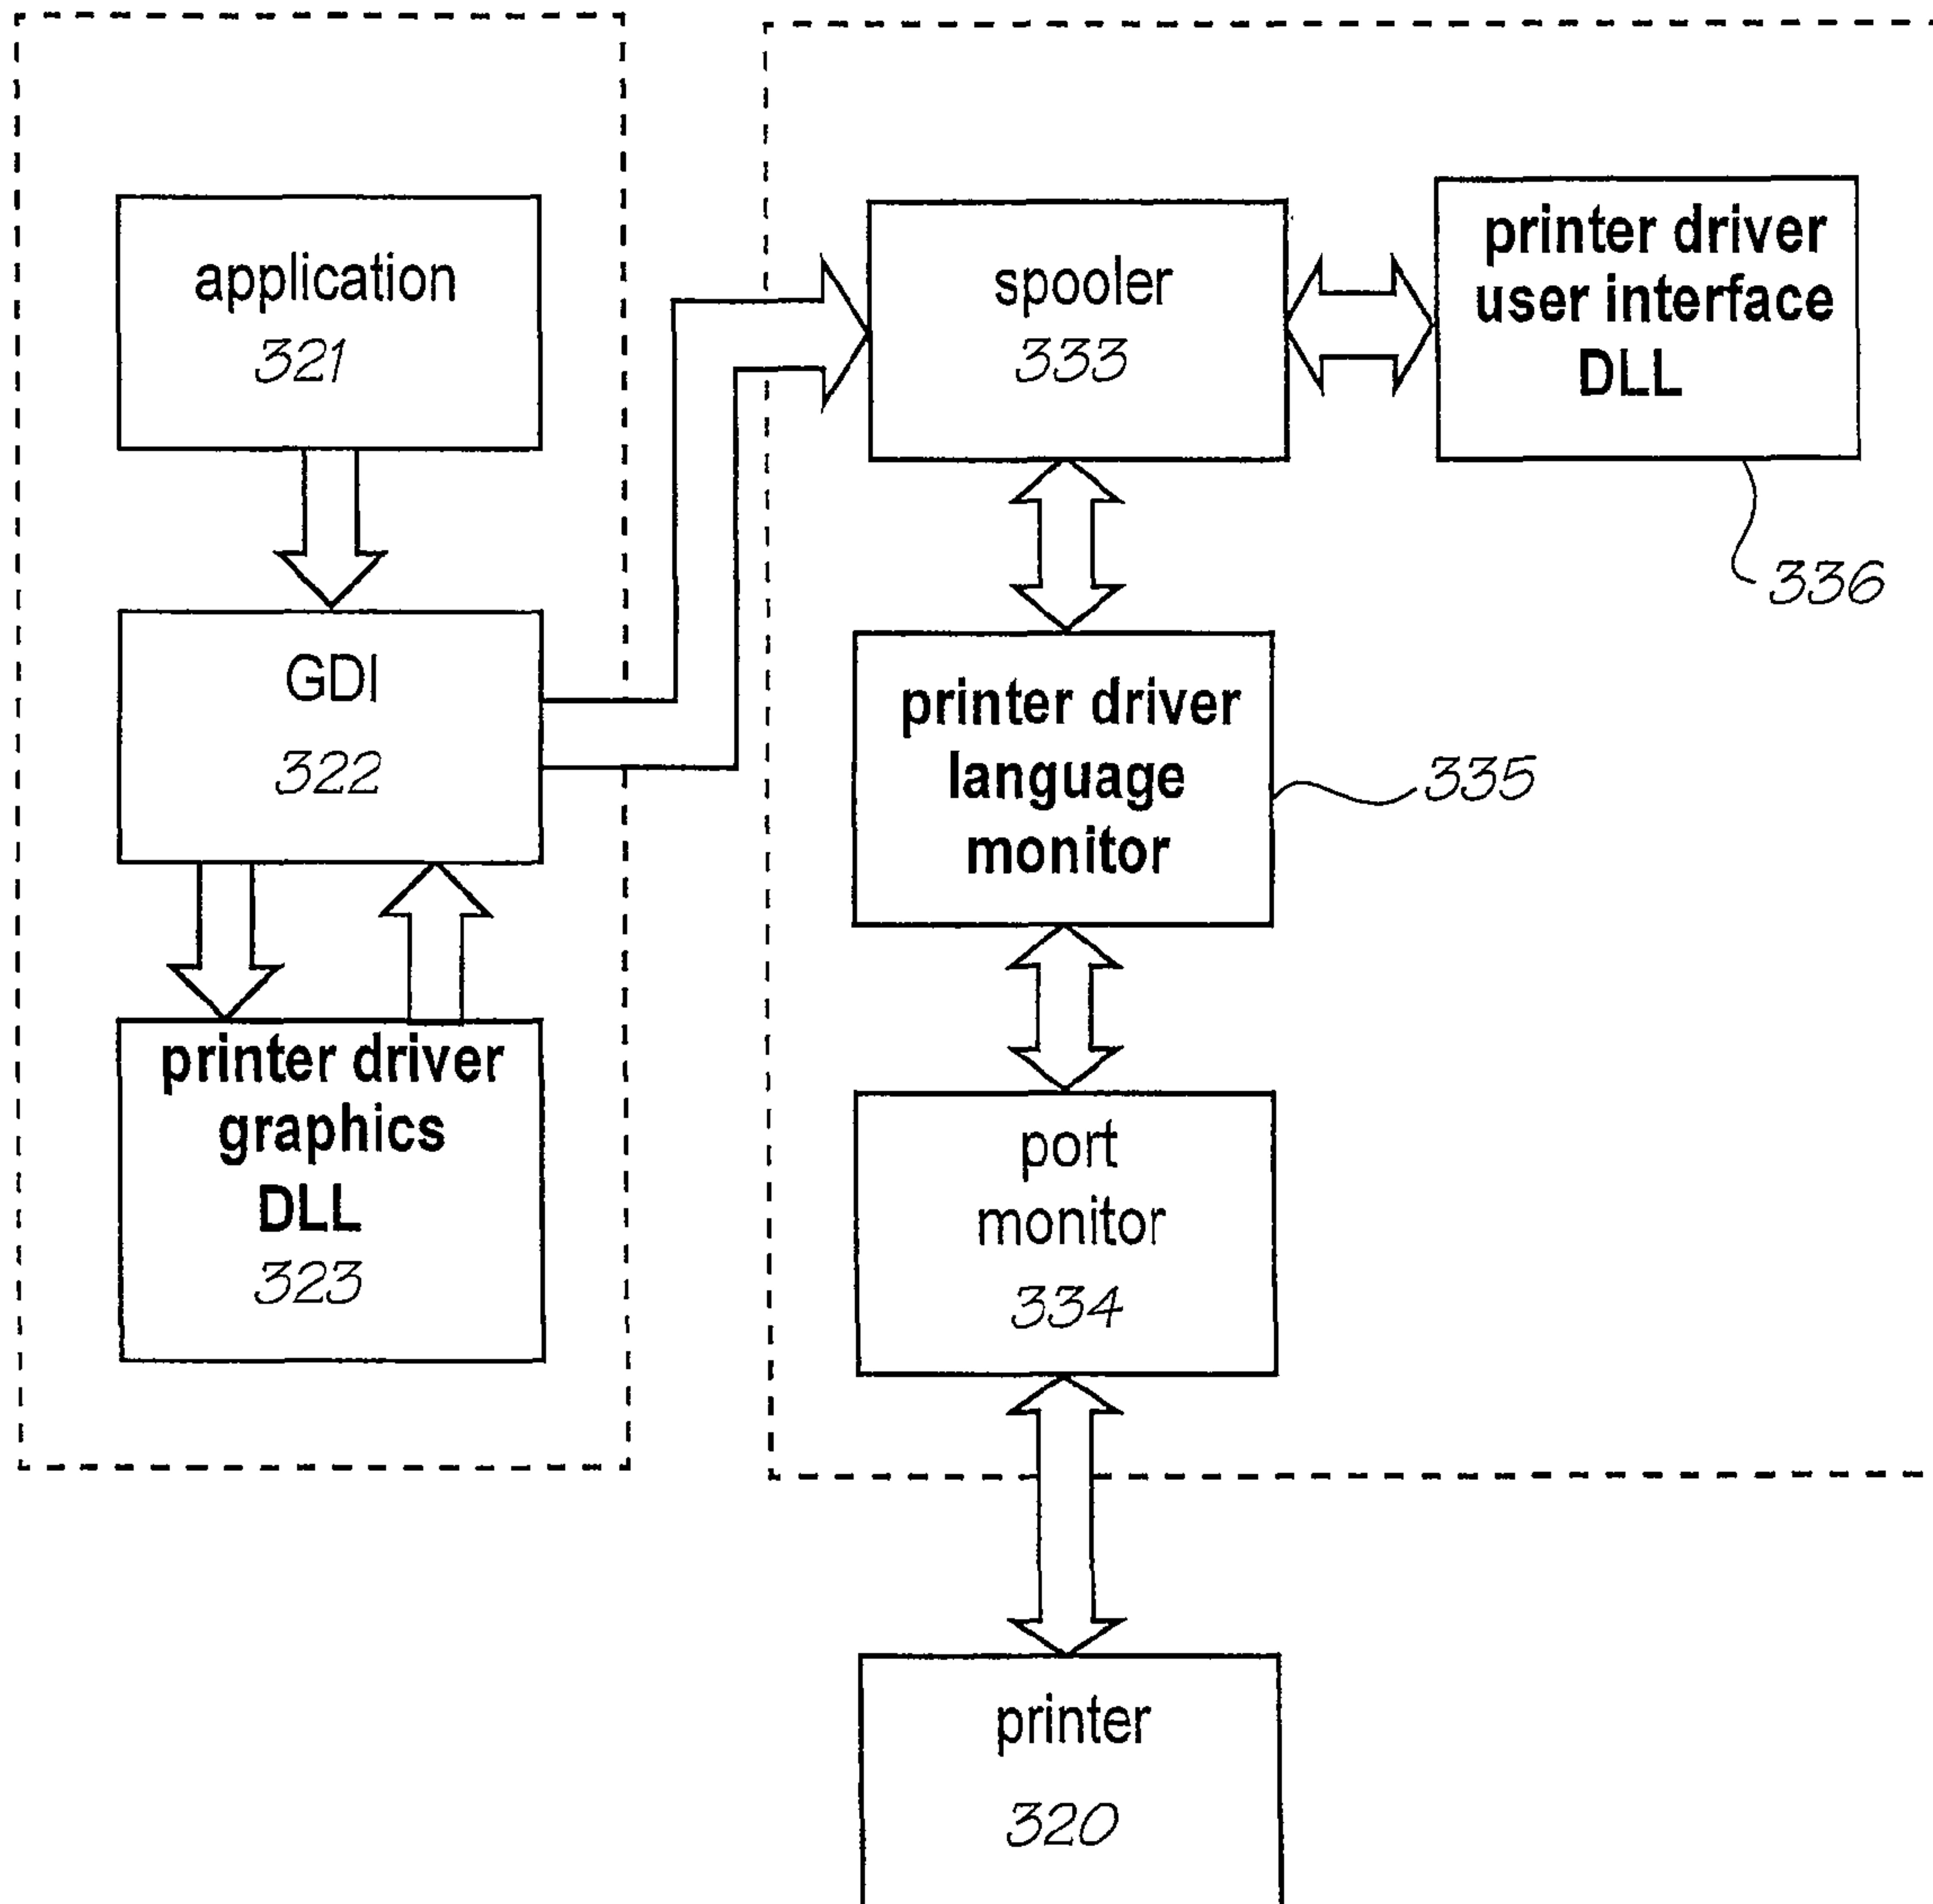 application
321
GDI
322
printer driver
graphics
DLL
323
spooler
333
printer driver
user interface
DLL
336
printer driver
language
monitor
335
port
monitor
334
printer
320